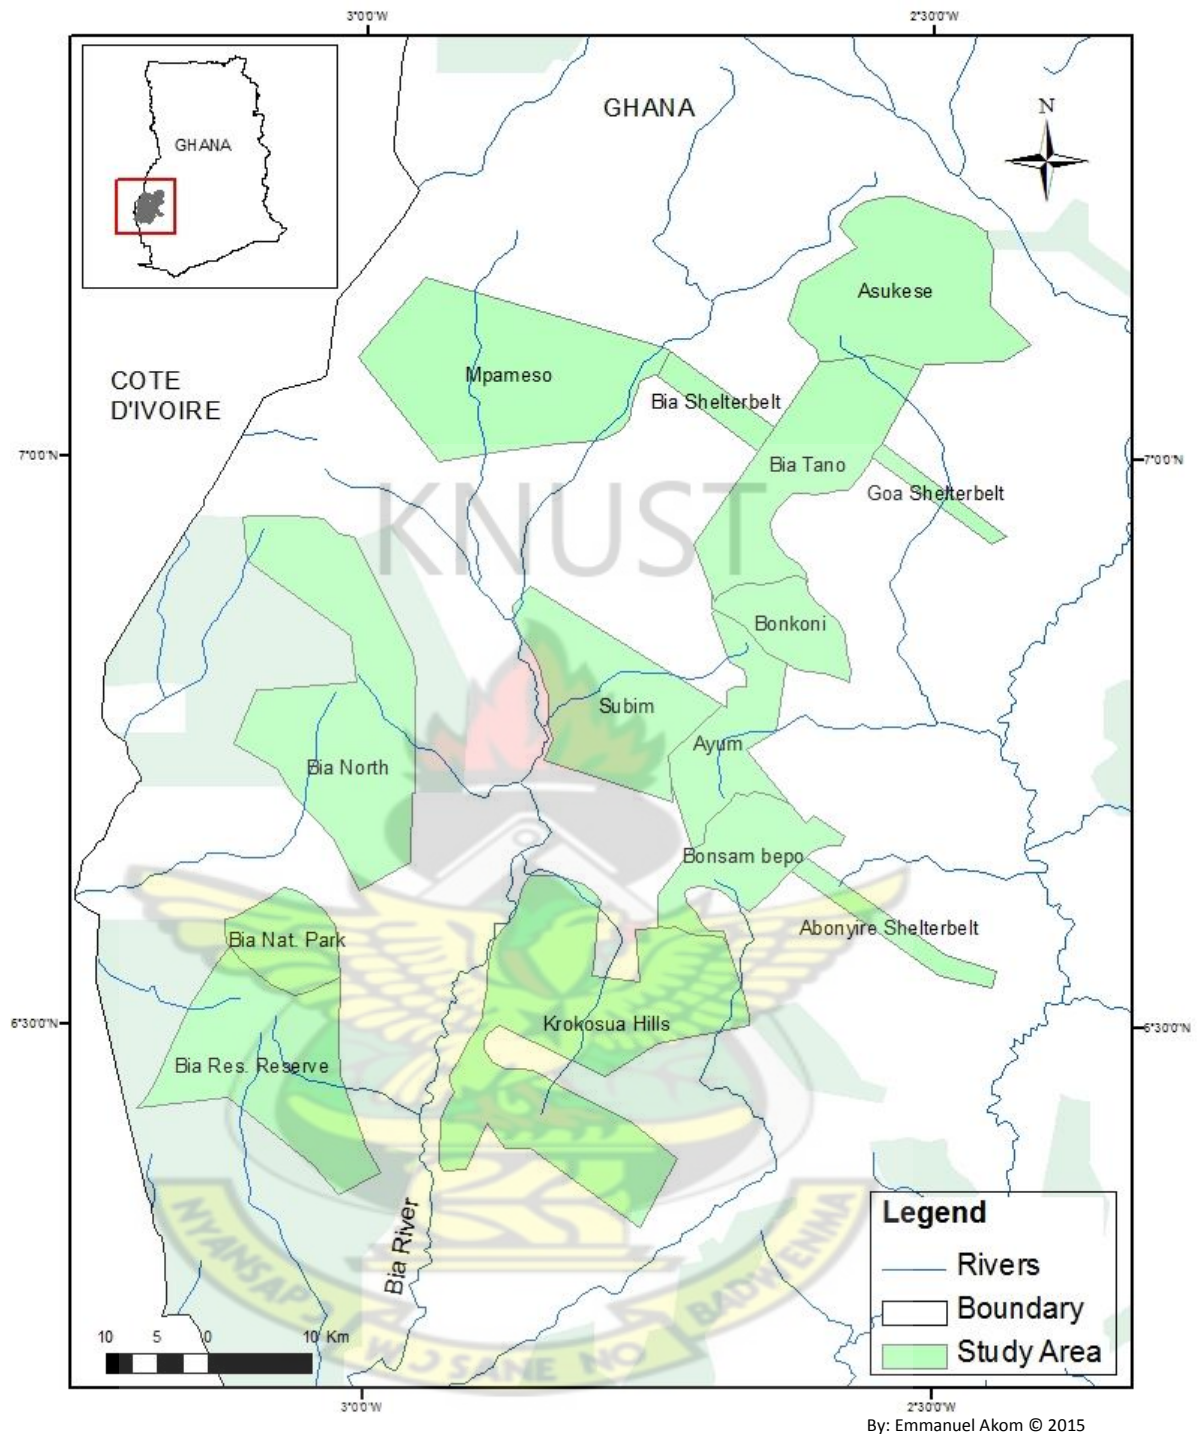 3°0'0"W
2°30'0"W
GHANA
N
GHANA
Asukese
COTE
D'IVOIRE
Mpameso
Bia Shelterbelt
7°0'0"N
7°0'0"N
Bia Tano
Goa Shelterbelt
KNUST
Bonkoni
Subim
Ayum
Bia North
Bonsam bepo
Abonyire Shelterbelt
Bia Nat. Park
6°30'0"N
6°30'0"N
Krokosua Hills
Bia Res. Reserve
Bia River
Legend
Rivers
Boundary
Study Area
NYANSAPƆ WƆSANE NO BADWENMA
10 5 0 10 Km
3°0'0"W
2°30'0"W
By: Emmanuel Akom © 2015